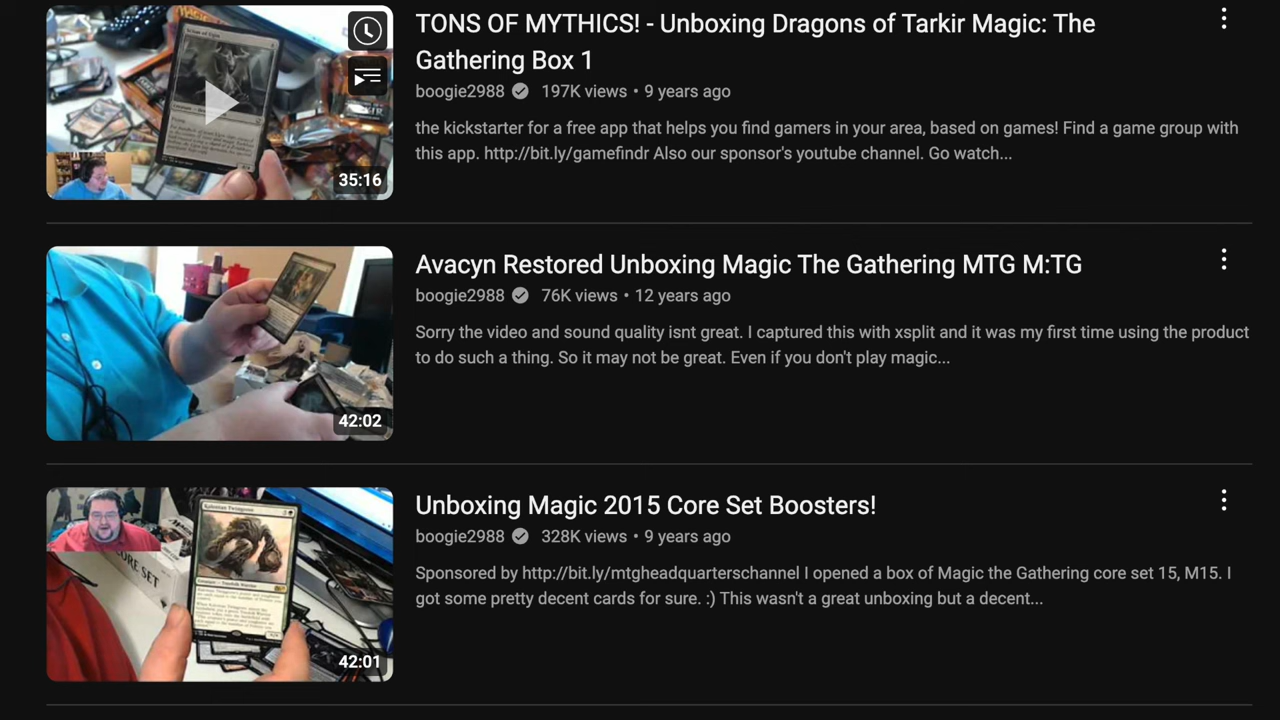 TONS OF MYTHICS! - Unboxing Dragons of Tarkir Magic: The
Gathering Box 1
boogie2988 197K views • 9 years ago
the kickstarter for a free app that helps you find gamers in your area, based on games! Find a game group with
this app. http://bit.ly/gamefindr Also our sponsor's youtube channel. Go watch...
35:16
Avacyn Restored Unboxing Magic The Gathering MTG M:TG
boogie2988 76K views • 12 years ago
Sorry the video and sound quality isnt great. I captured this with xsplit and it was my first time using the product
to do such a thing. So it may not be great. Even if you don't play magic...
42:02
Unboxing Magic 2015 Core Set Boosters!
boogie2988 328K views • 9 years ago
Sponsored by http://bit.ly/mtgheadquarterschannel I opened a box of Magic the Gathering core set 15, M15. I
got some pretty decent cards for sure. :) This wasn't a great unboxing but a decent...
CORE SET
42:01